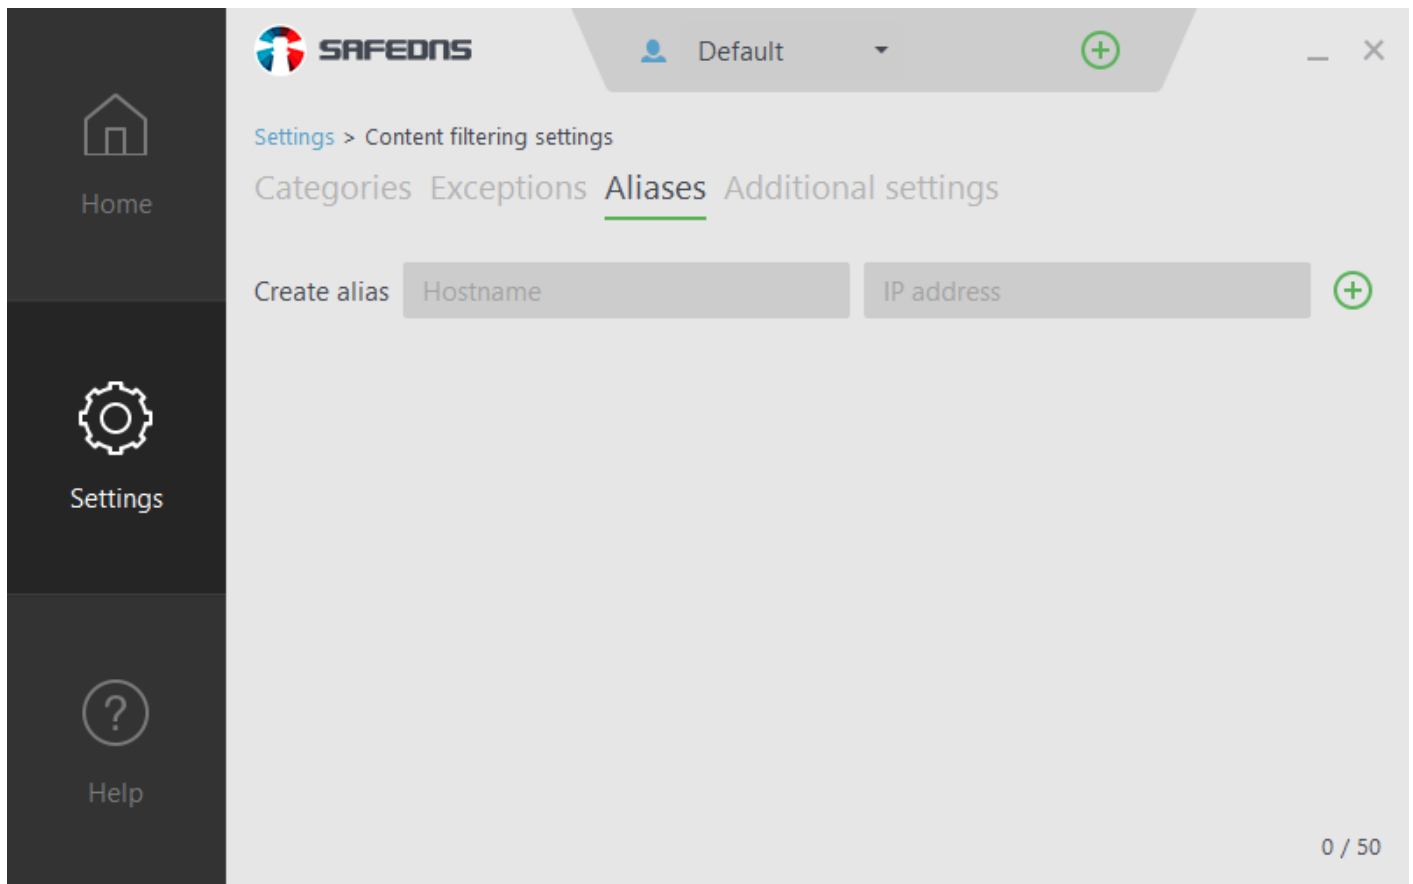 SAFEDNS
Default
Settings > Content filtering settings
Categories Exceptions Aliases Additional settings
Create alias Hostname IP address
Home
Settings
Help
0 / 50